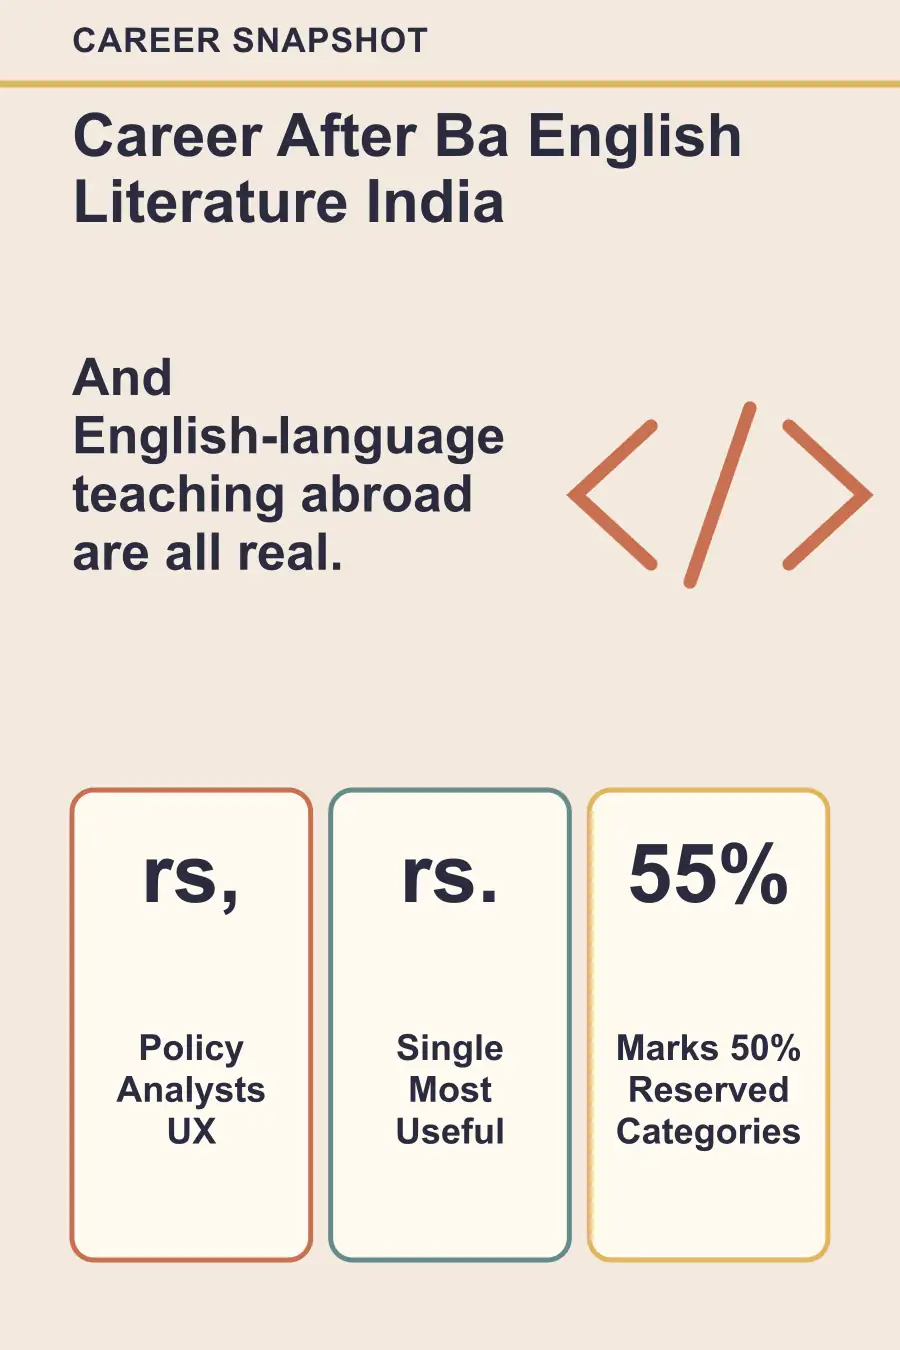 CAREER SNAPSHOT
Career After Ba English
Literature India
And
English-language
teaching abroad
are all real.
rs,
Policy
Analysts
UX
rs.
Single
Most
Useful
55%
Marks 50%
Reserved
Categories